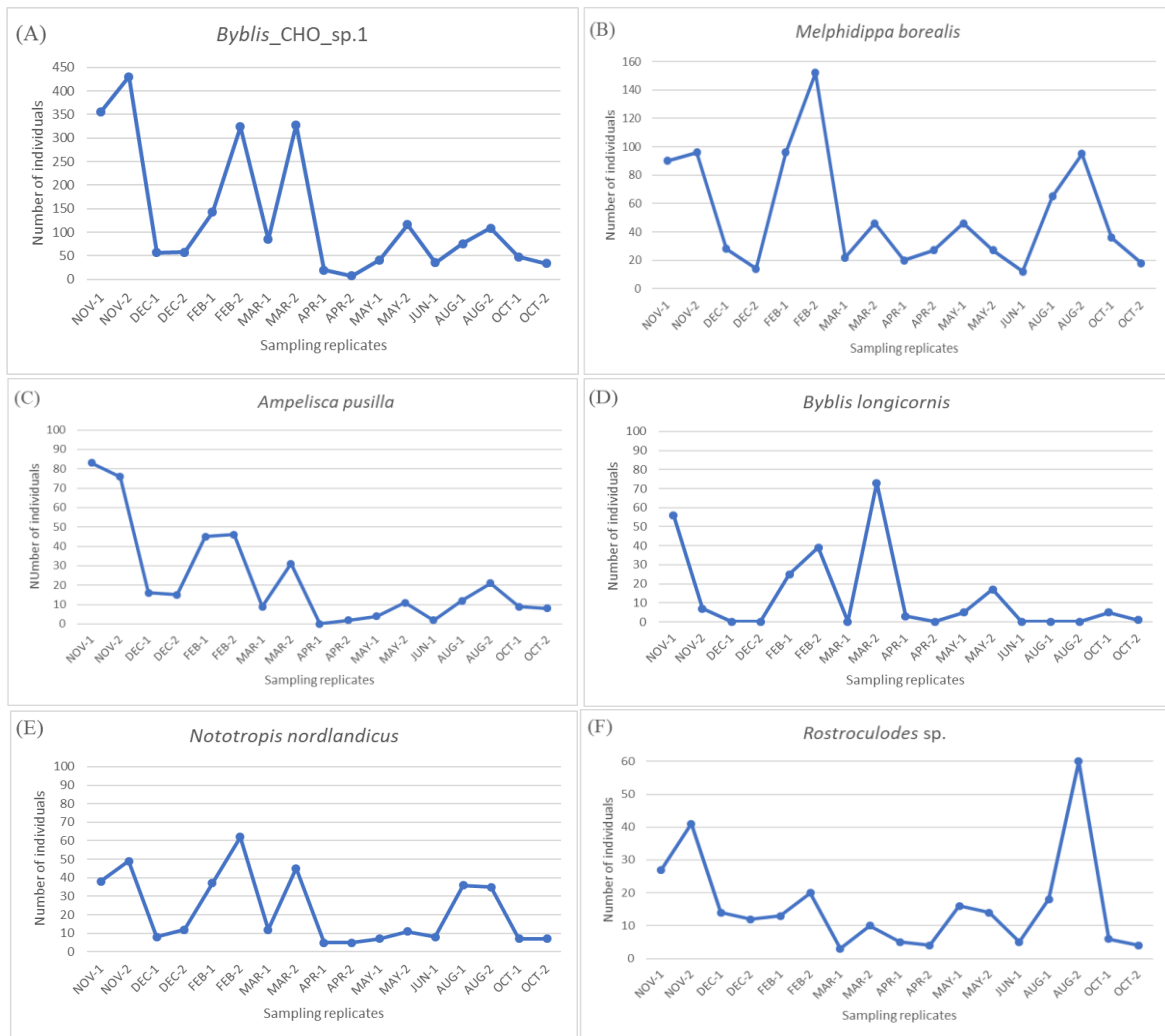 (A)
Byblis_CHO_sp.1
Number of individuals
450
400
350
300
250
200
150
100
50
0
NOV-1 NOV-2 DEC-1 DEC-2 FEB-1 FEB-2 MAR-1 MAR-2 APR-1 APR-2 MAY-1 MAY-2 JUN-1 AUG-1 AUG-2 OCT-1 OCT-2
Sampling replicates
(B)
Melphidippa borealis
Number of individuals
160
140
120
100
80
60
40
20
0
NOV-1 NOV-2 DEC-1 DEC-2 FEB-1 FEB-2 MAR-1 MAR-2 APR-1 APR-2 MAY-1 MAY-2 JUN-1 AUG-1 AUG-2 OCT-1 OCT-2
Sampling replicates
(C)
Ampelisca pusilla
NUmber of individuals
100
90
80
70
60
50
40
30
20
10
0
NOV-1 NOV-2 DEC-1 DEC-2 FEB-1 FEB-2 MAR-1 MAR-2 APR-1 APR-2 MAY-1 MAY-2 JUN-1 AUG-1 AUG-2 OCT-1 OCT-2
Sampling replicates
(D)
Byblis longicornis
Number of individuals
100
90
80
70
60
50
40
30
20
10
0
NOV-1 NOV-2 DEC-1 DEC-2 FEB-1 FEB-2 MAR-1 MAR-2 APR-1 APR-2 MAY-1 MAY-2 JUN-1 AUG-1 AUG-2 OCT-1 OCT-2
Sampling replicates
(E)
Nototropis nordlandicus
Number of individuals
100
90
80
70
60
50
40
30
20
10
0
NOV-1 NOV-2 DEC-1 DEC-2 FEB-1 FEB-2 MAR-1 MAR-2 APR-1 APR-2 MAY-1 MAY-2 JUN-1 AUG-1 AUG-2 OCT-1 OCT-2
Sampling replicates
(F)
Rostroculodes sp.
Number of individuals
60
50
40
30
20
10
0
NOV-1 NOV-2 DEC-1 DEC-2 FEB-1 FEB-2 MAR-1 MAR-2 APR-1 APR-2 MAY-1 MAY-2 JUN-1 AUG-1 AUG-2 OCT-1 OCT-2
Sampling replicates